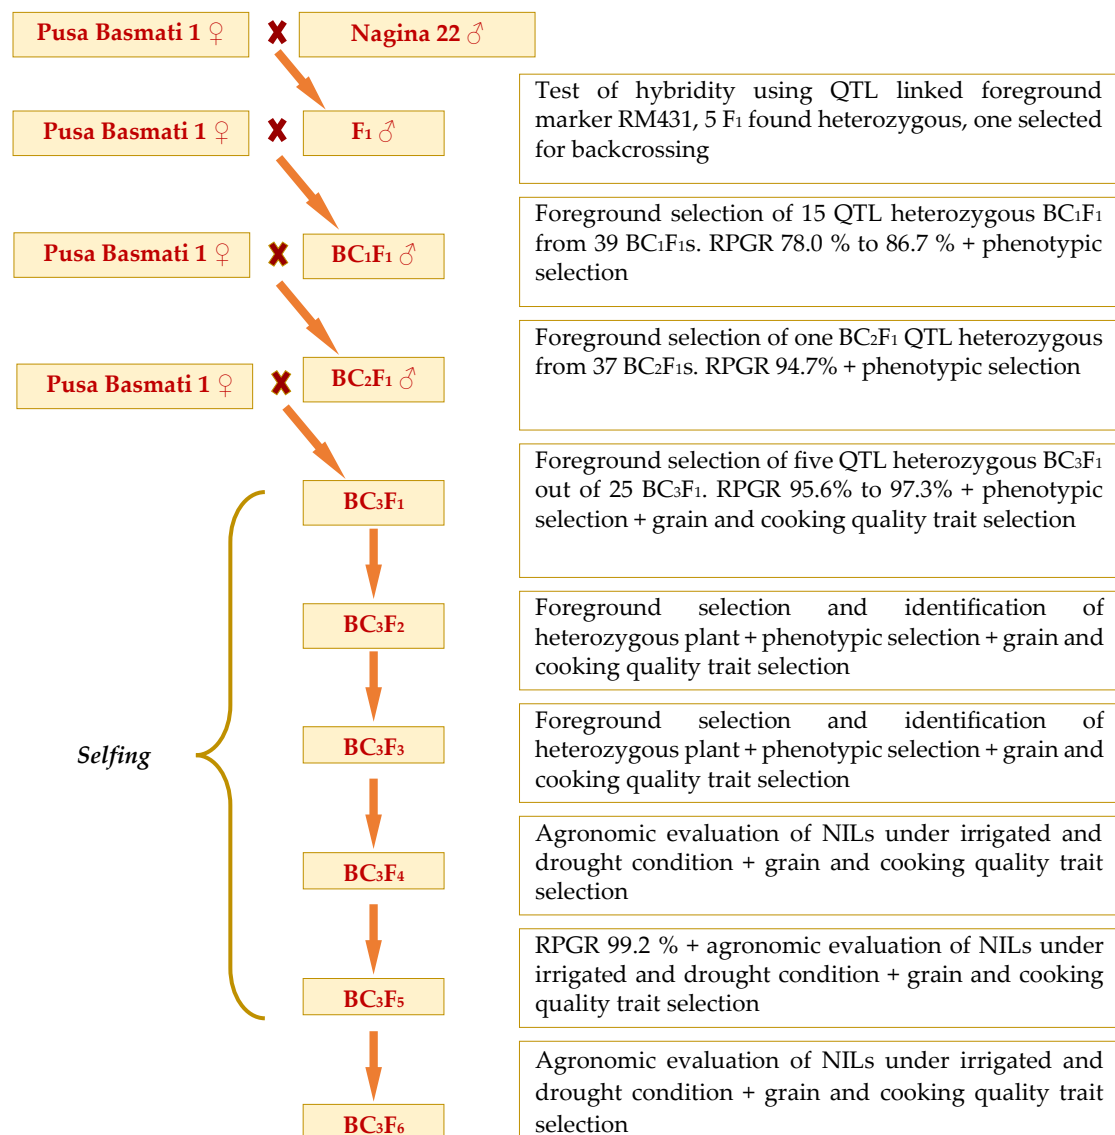 Pusa Basmati 1 ♀ ✘ Nagina 22 ♂
Test of hybridity using QTL linked foreground
marker RM431, 5 F₁ found heterozygous, one selected
for backcrossing
Pusa Basmati 1 ♀ ✘ F₁ ♂
Foreground selection of 15 QTL heterozygous BC₁F₁
from 39 BC₁F₁s. RPGR 78.0 % to 86.7 % + phenotypic
selection
Pusa Basmati 1 ♀ ✘ BC₁F₁ ♂
Foreground selection of one BC₂F₁ QTL heterozygous
from 37 BC₂F₁s. RPGR 94.7% + phenotypic selection
Pusa Basmati 1 ♀ ✘ BC₂F₁ ♂
Foreground selection of five QTL heterozygous BC₃F₁
out of 25 BC₃F₁. RPGR 95.6% to 97.3% + phenotypic
selection + grain and cooking quality trait selection
BC₃F₁
Foreground selection and identification of
heterozygous plant + phenotypic selection + grain and
cooking quality trait selection
BC₃F₂
Foreground selection and identification of
heterozygous plant + phenotypic selection + grain and
cooking quality trait selection
BC₃F₃
Selfing
Agronomic evaluation of NILs under irrigated and
drought condition + grain and cooking quality trait
selection
BC₃F₄
RPGR 99.2 % + agronomic evaluation of NILs under
irrigated and drought condition + grain and cooking
quality trait selection
BC₃F₅
Agronomic evaluation of NILs under irrigated and
drought condition + grain and cooking quality trait
selection
BC₃F₆